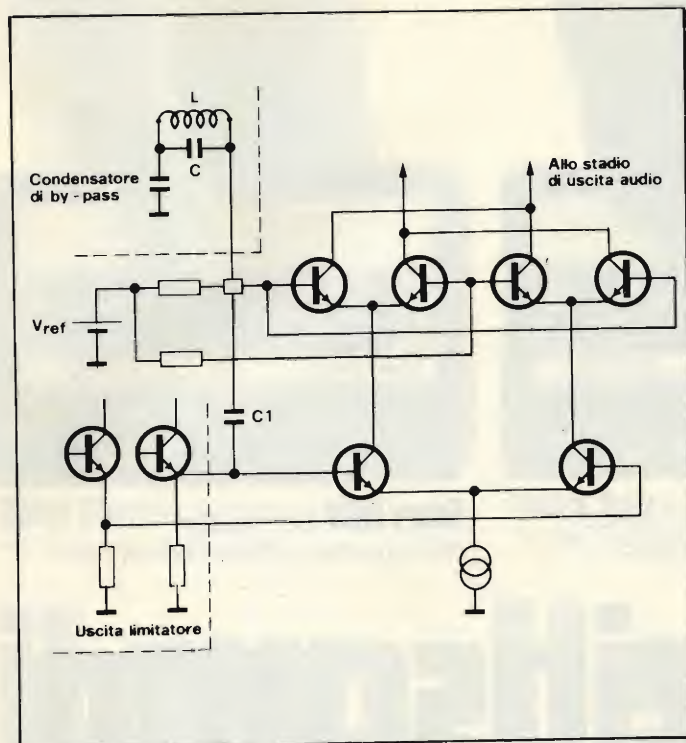 L
C
Condensatore
di by-pass
Allo stadio
di uscita audio
Vref
C1
Uscita limitatore